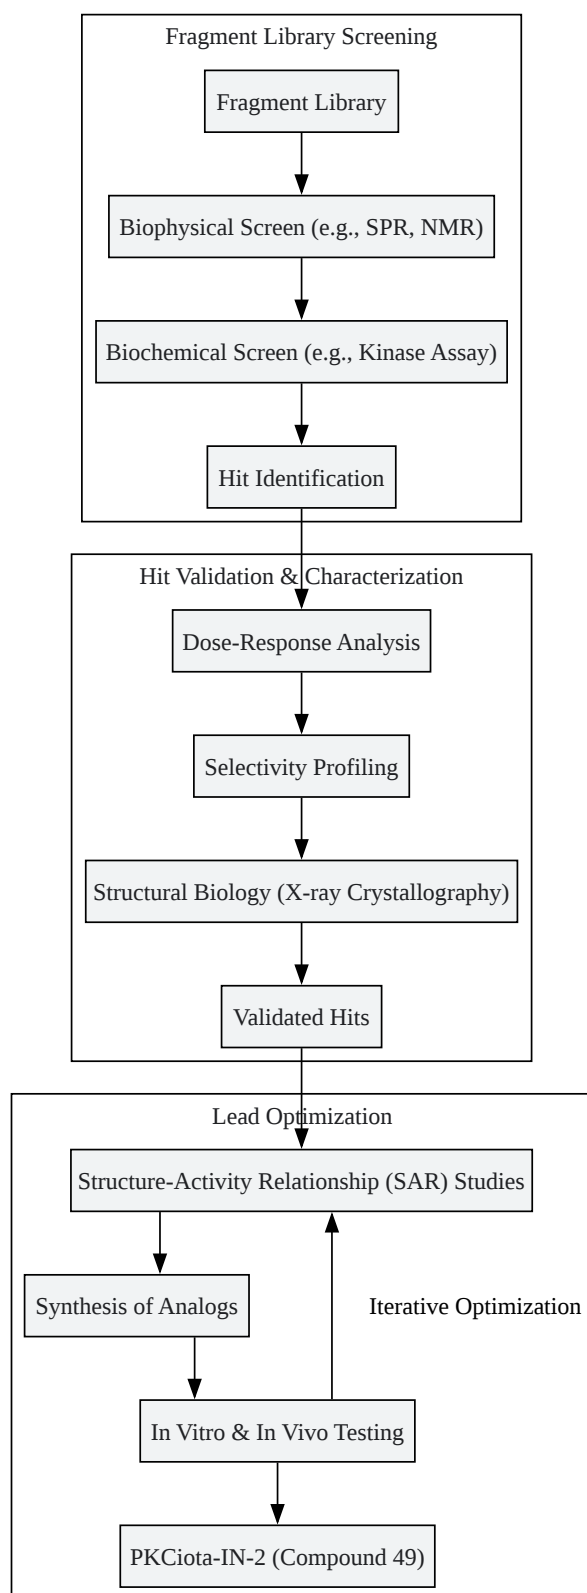 Fragment Library Screening
Fragment Library
Biophysical Screen (e.g., SPR, NMR)
Biochemical Screen (e.g., Kinase Assay)
Hit Identification
Hit Validation & Characterization
Dose-Response Analysis
Selectivity Profiling
Structural Biology (X-ray Crystallography)
Validated Hits
Lead Optimization
Structure-Activity Relationship (SAR) Studies
Synthesis of Analogs
Iterative Optimization
In Vitro & In Vivo Testing
PKCiota-IN-2 (Compound 49)